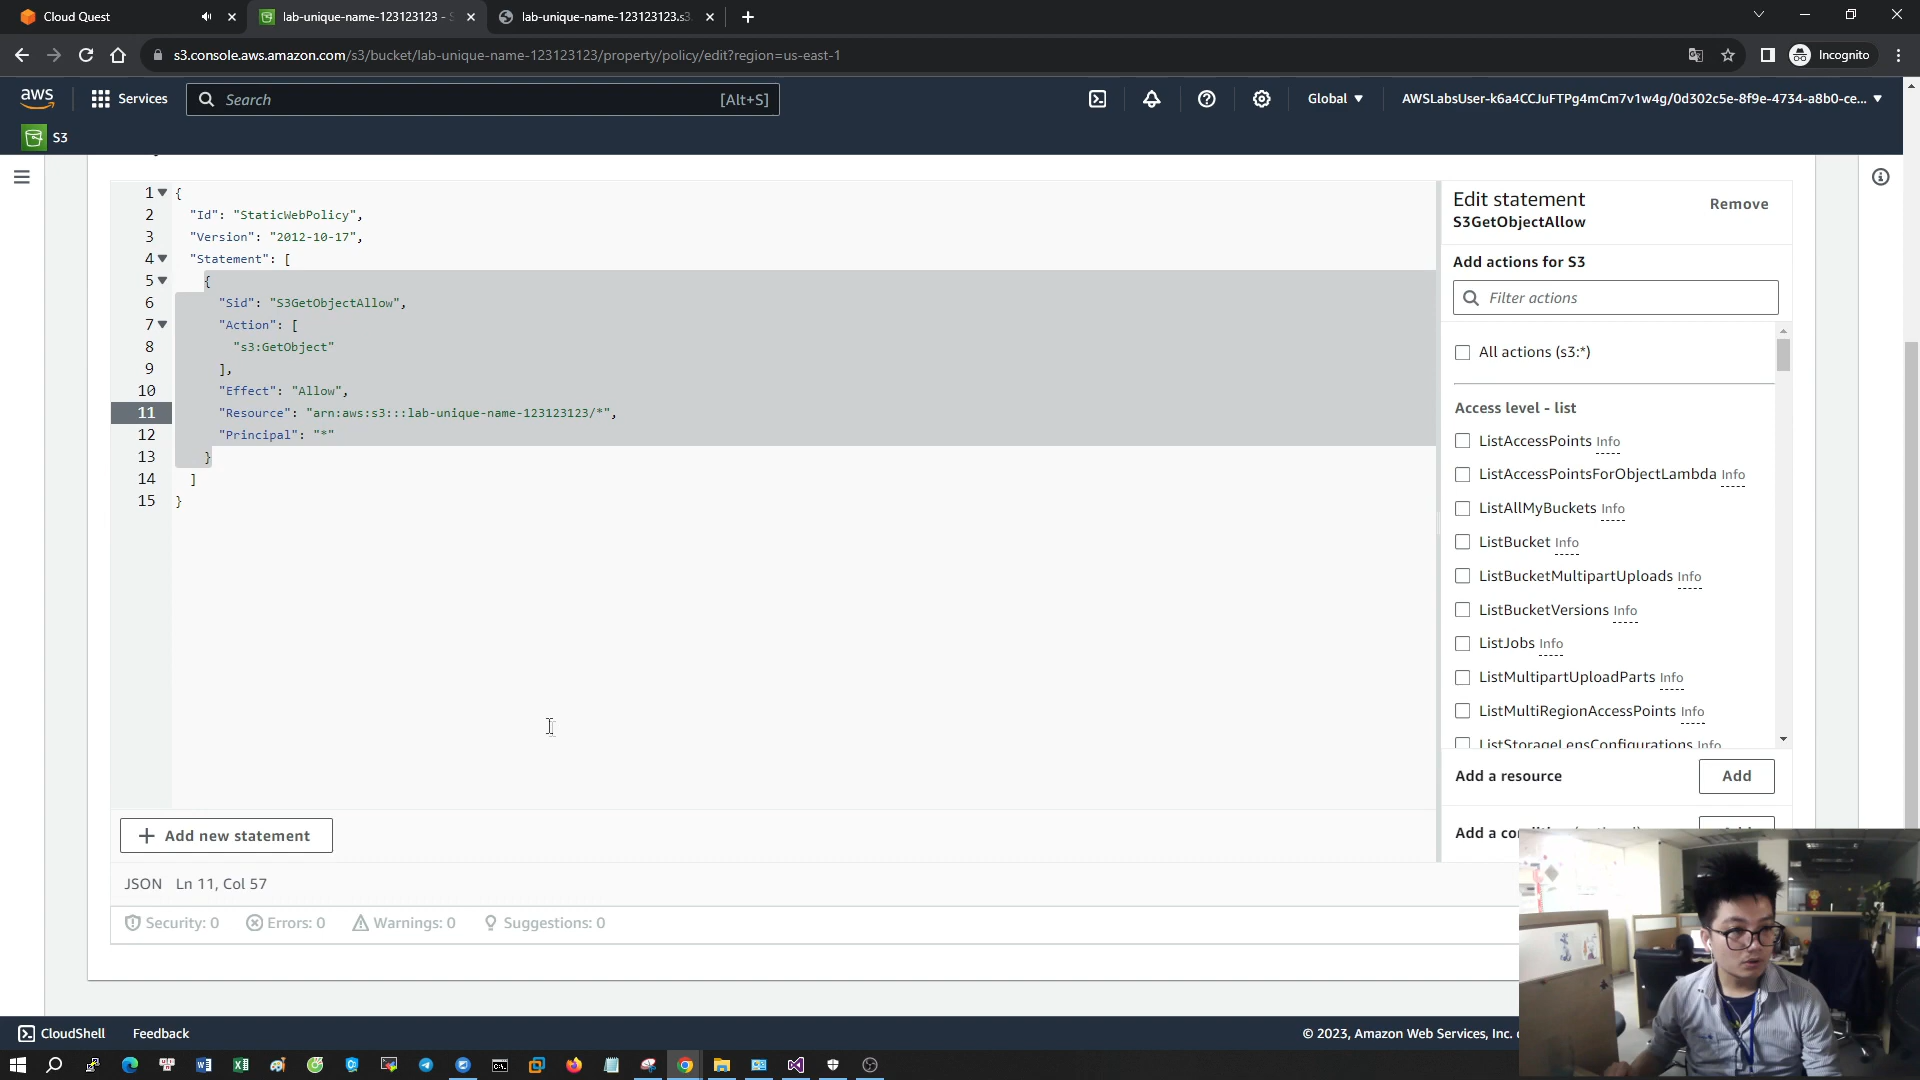 Cloud Quest
lab-unique-name-123123123 - S
lab-unique-name-123123123.s3.
s3.console.aws.amazon.com/s3/bucket/lab-unique-name-123123123/property/policy/edit?region=us-east-1
Incognito
aws
Services
Search
[Alt+S]
Global
AWSLabsUser-k6a4CCJuFTPg4mCm7v1w4g/0d302c5e-8f9e-4734-a8b0-ce...
S3
1 {
2 "Id": "StaticWebPolicy",
3 "Version": "2012-10-17",
4 "Statement": [
5 {
6 "Sid": "S3GetObjectAllow",
7 "Action": [
8 "s3:GetObject"
9 ],
10 "Effect": "Allow",
11 "Resource": "arn:aws:s3:::lab-unique-name-123123123/*",
12 "Principal": "*"
13 }
14 ]
15 }
Edit statement
Remove
S3GetObjectAllow
Add actions for S3
Filter actions
All actions (s3:*)
Access level - list
ListAccessPoints Info
ListAccessPointsForObjectLambda Info
ListAllMyBuckets Info
ListBucket Info
ListBucketMultipartUploads Info
ListBucketVersions Info
ListJobs Info
ListMultipartUploadParts Info
ListMultiRegionAccessPoints Info
ListStorageLensConfigurations Info
Add a resource
Add
Add a
+ Add new statement
JSON Ln 11, Col 57
Security: 0
Errors: 0
Warnings: 0
Suggestions: 0
CloudShell
Feedback
© 2023, Amazon Web Services, Inc.